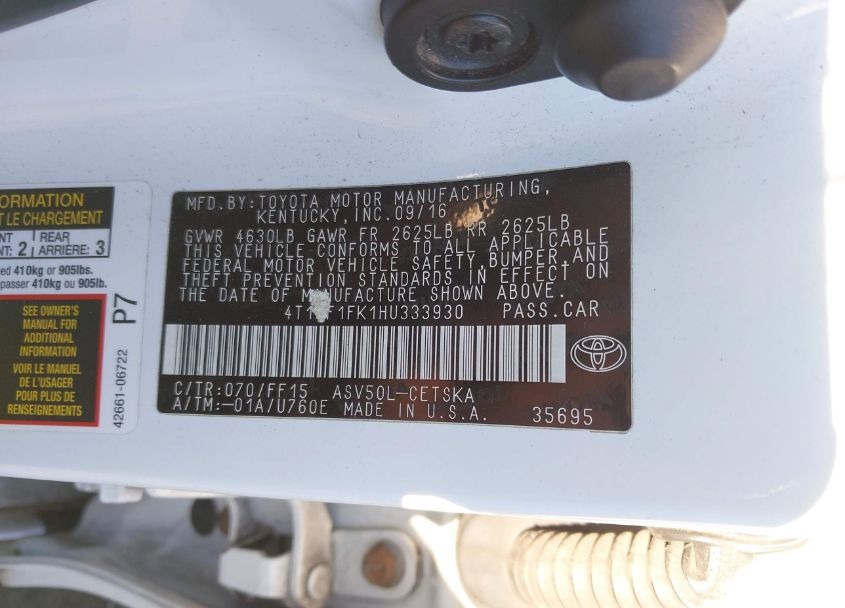 ORMATION
T LE CHARGEMENT
NT REAR
NT: 2 ARRIÈRE: 3
ed 410kg or 905lbs.
passer 410kg ou 905lb.
SEE OWNER'S
MANUAL FOR
ADDITIONAL
INFORMATION
VOIR LE MANUEL
DE L'USAGER
POUR PLUS DE
RENSEIGNEMENTS
P7
42661-06722
MFD. BY: TOYOTA MOTOR MANUFACTURING,
KENTUCKY, INC. 09/16
GVWR 4630LB GAWR FR 2625LB RR 2625LB
THIS VEHICLE CONFORMS TO ALL APPLICABLE
FEDERAL MOTOR VEHICLE SAFETY, BUMPER, AND
THEFT PREVENTION STANDARDS IN EFFECT ON
THE DATE OF MANUFACTURE SHOWN ABOVE.
4T1 F1FK1HU333930 PASS. CAR
C/TR: 070/FF15 ASV50L-CETSKA
A/TM: -01A/U760E MADE IN U.S.A. 35695